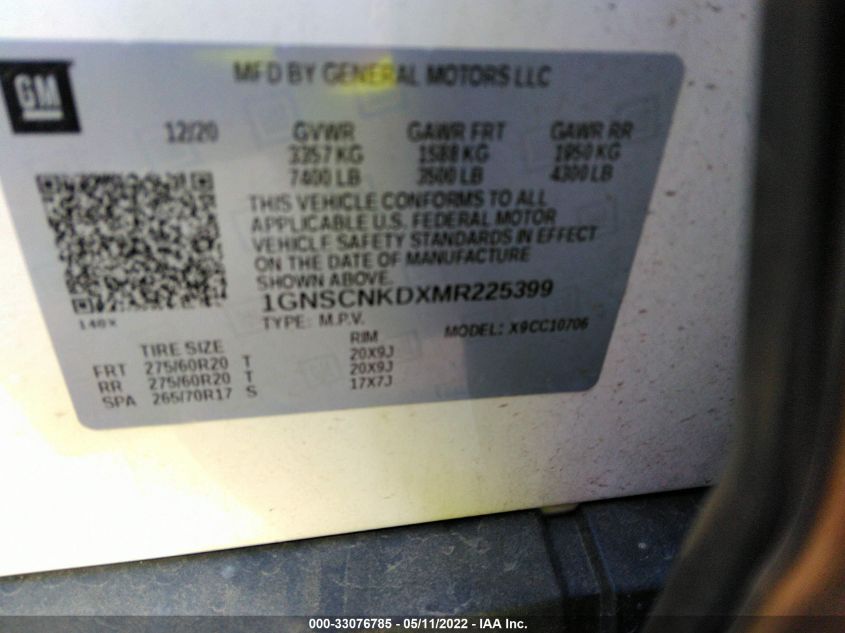 GM
MFD BY GENERAL MOTORS LLC
12/20 GVWR GAWR FRT GAWR RR
3357 KG 1588 KG 1950 KG
7400 LB 3500 LB 4300 LB
THIS VEHICLE CONFORMS TO ALL
APPLICABLE U.S. FEDERAL MOTOR
VEHICLE SAFETY STANDARDS IN EFFECT
ON THE DATE OF MANUFACTURE
SHOWN ABOVE.
1GNSCNKDXMR225399
TYPE: M.P.V. MODEL: X9CC10706
TIRE SIZE RIM
FRT 275/60R20 T 20X9J
RR 275/60R20 T 20X9J
SPA 265/70R17 S 17X7J
000-33076785 - 05/11/2022 - IAA Inc.